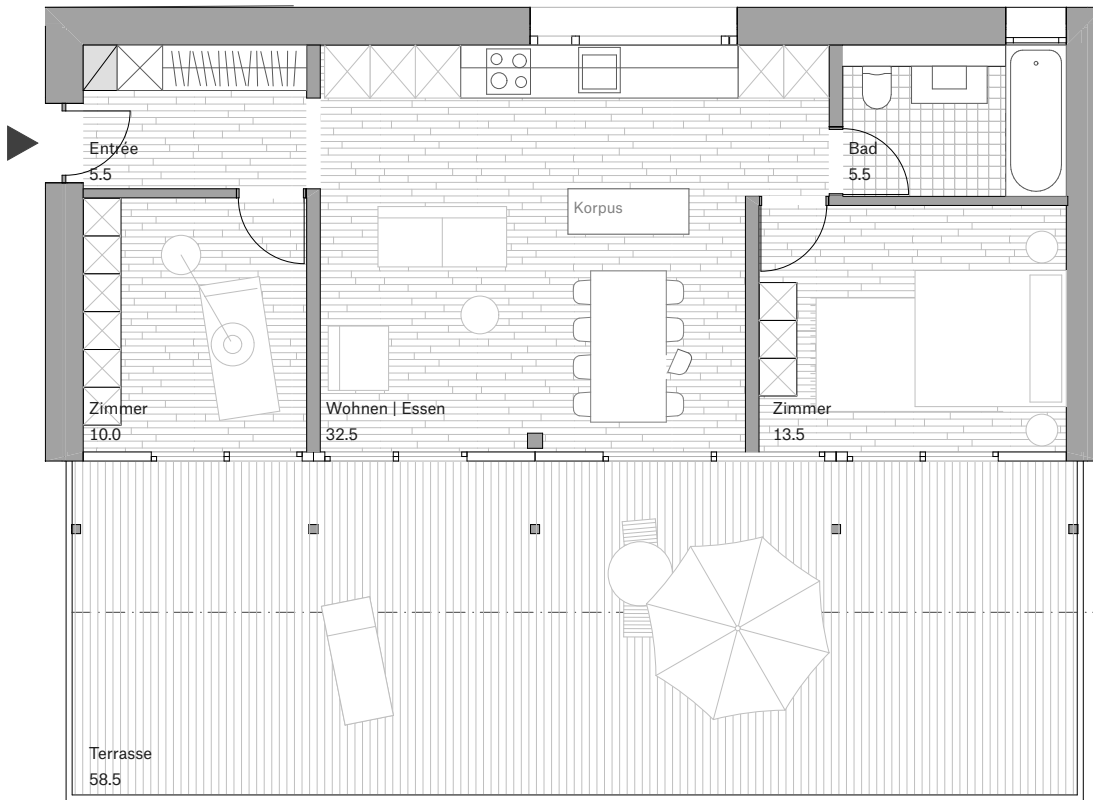 Entrée
5.5
Bad
5.5
Korpus
Zimmer
10.0
Wohnen | Essen
32.5
Zimmer
13.5
Terrasse
58.5